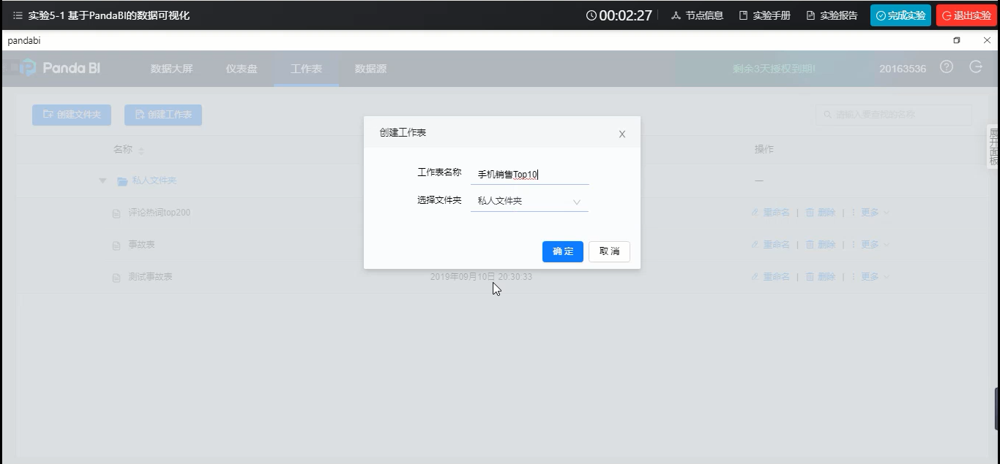 实验5-1 基于PandaBI的数据可视化 00:02:27 节点信息 实验手册 实验报告 完成实验 退出实验
pandabi
Panda BI 数据大屏 仪表盘 工作表 数据源 剩余3天授权到期! 20163536
创建文件夹 创建工作表 请输入要查找的名称
创建工作表 X
名称 操作
工作表名称 手机销售Top10
私人文件夹 —
选择文件夹 私人文件夹
评论热词top200 重命名 | 删除 | 更多
事故表 重命名 | 删除 | 更多
确定 取消
测试事故表 2019年09月10日 20:30:33 重命名 | 删除 | 更多
展开面板